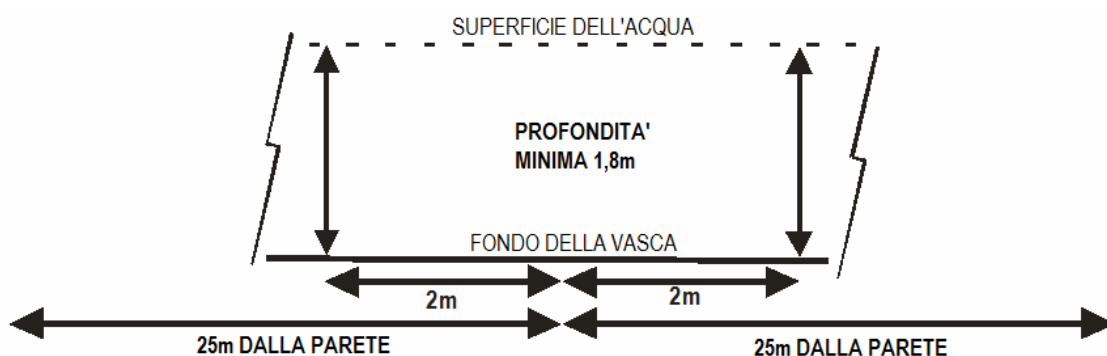 SUPERFICIE DELL'ACQUA
PROFONDITA'
MINIMA 1,8m
FONDO DELLA VASCA
2m
2m
25m DALLA PARETE
25m DALLA PARETE